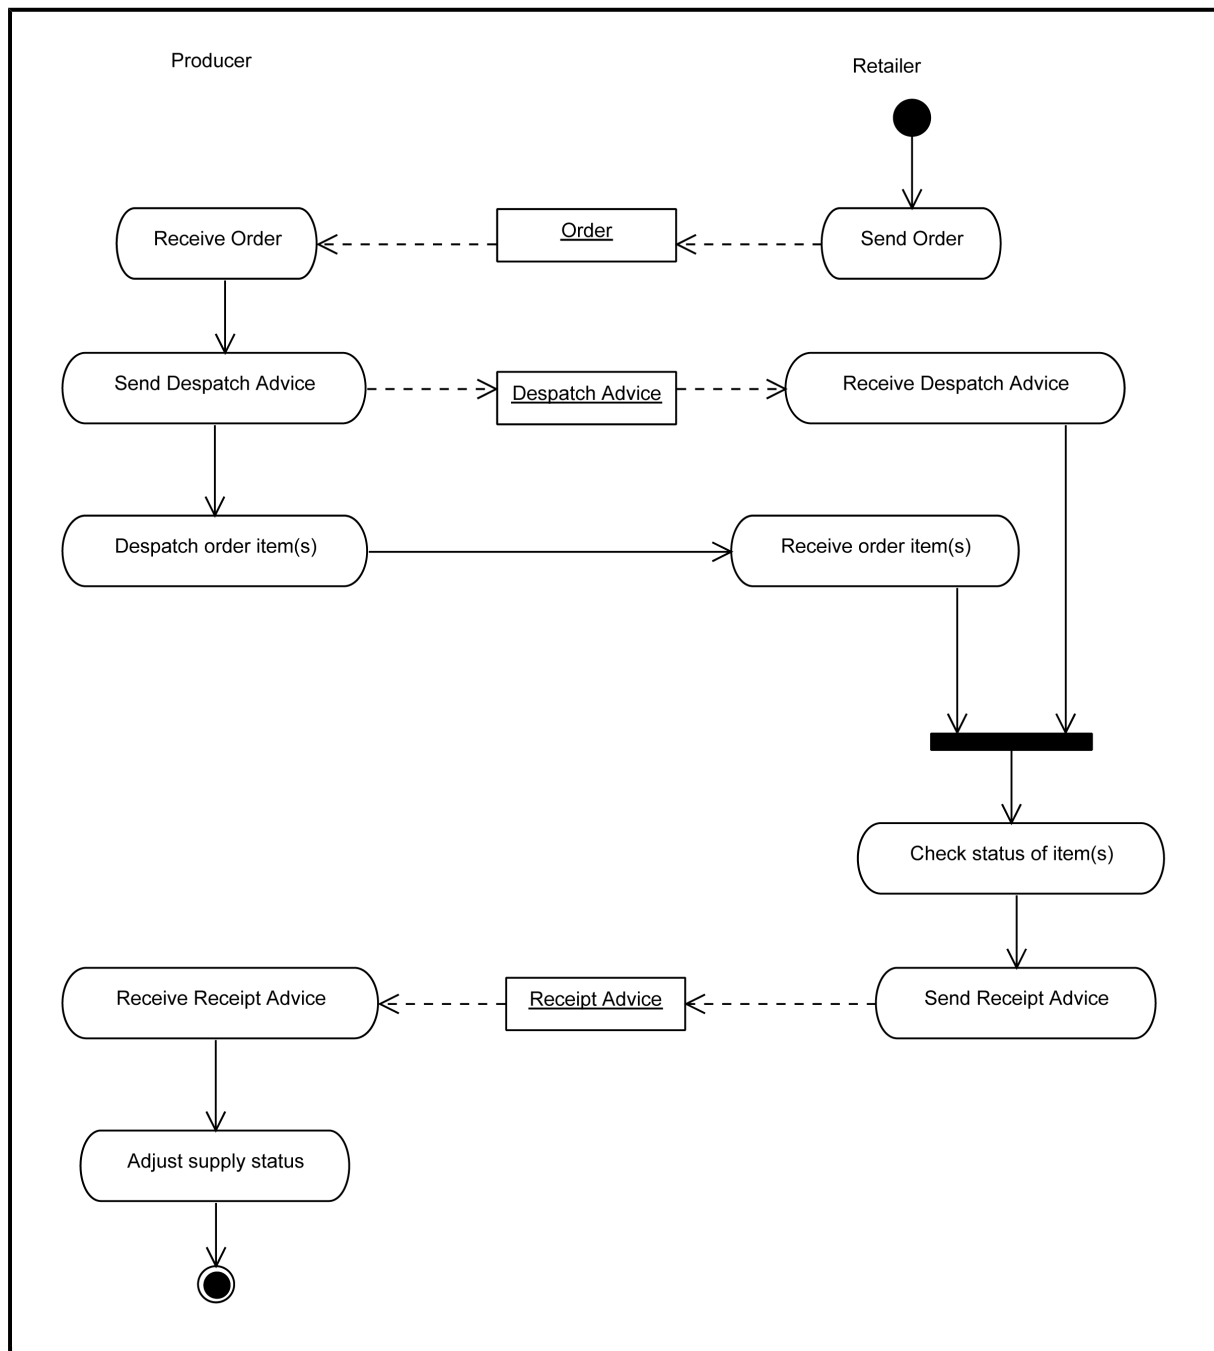 Producer
Retailer
Receive Order
Order
Send Order
Send Despatch Advice
Despatch Advice
Receive Despatch Advice
Despatch order item(s)
Receive order item(s)
Check status of item(s)
Receive Receipt Advice
Receipt Advice
Send Receipt Advice
Adjust supply status